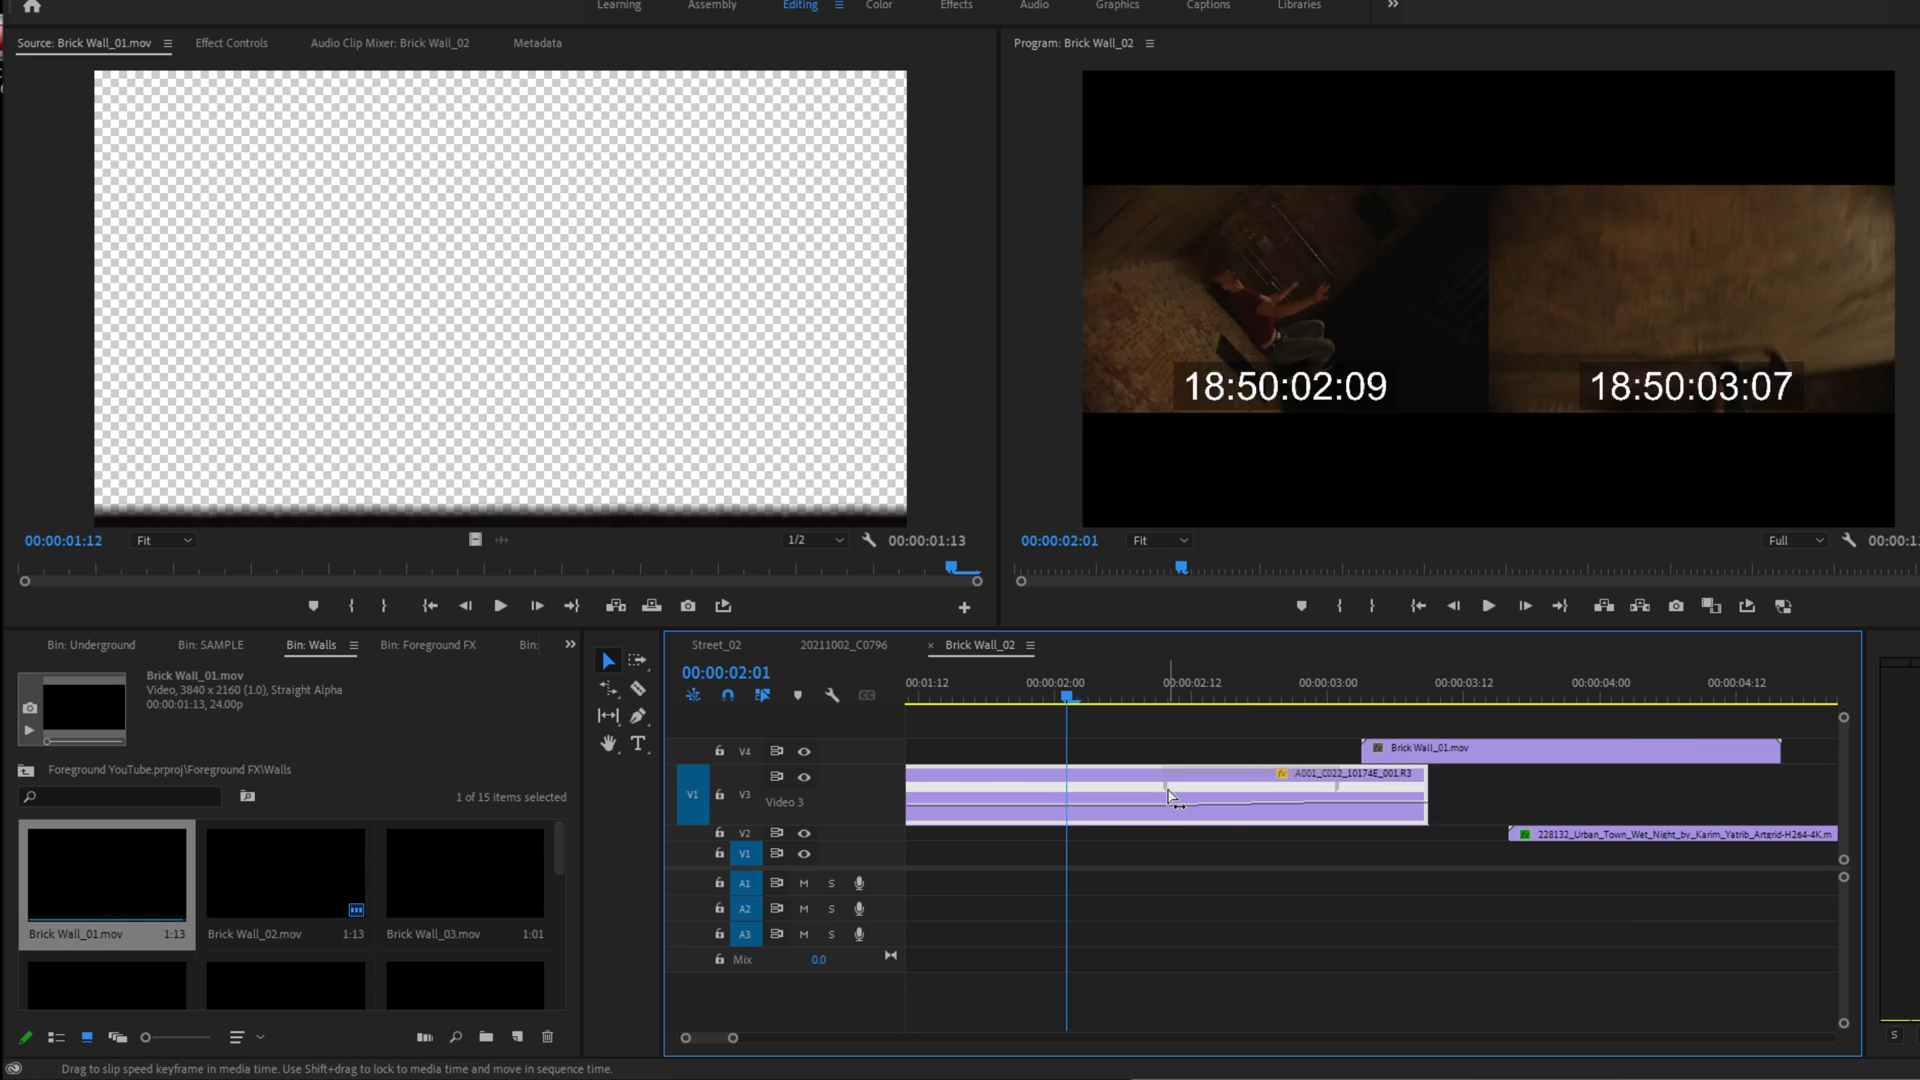 Learning Assembly Editing Color Effects Audio Graphics Captions Libraries
Source: Brick Wall_01.mov Effect Controls Audio Clip Mixer: Brick Wall_02 Metadata
Program: Brick Wall_02
18:50:02:09 18:50:03:07
00:00:01:12 Fit 1/2 00:00:01:13
00:00:02:01 Fit Full 00:00:1
Bin: Underground Bin: SAMPLE Bin: Walls Bin: Foreground FX Bin:
Brick Wall_01.mov
Video, 3840 x 2160 (1.0), Straight Alpha
00:00:01:13, 24.00p
Foreground YouTube.prproj\Foreground FX\Walls
1 of 15 items selected
Brick Wall_01.mov 1:13 Brick Wall_02.mov 1:13 Brick Wall_03.mov 1:01
Street_02 20211002_C0796 × Brick Wall_02
00:00:02:01
00:01:12 00:00:02:00 00:00:02:12 00:00:03:00 00:00:03:12 00:00:04:00 00:00:04:12
V4 fx Brick Wall_01.mov
V1 V3 Video 3 fx A001_C022_10174E_001.R3
V2 fx 228132_Urban_Town_Wet_Night_by_Karim_Yatrib_Artgrid-H264-4K.m
V1
A1 M S
A2 M S
A3 M S
Mix 0.0
S
Drag to slip speed keyframe in media time. Use Shift+drag to lock to media time and move in sequence time.